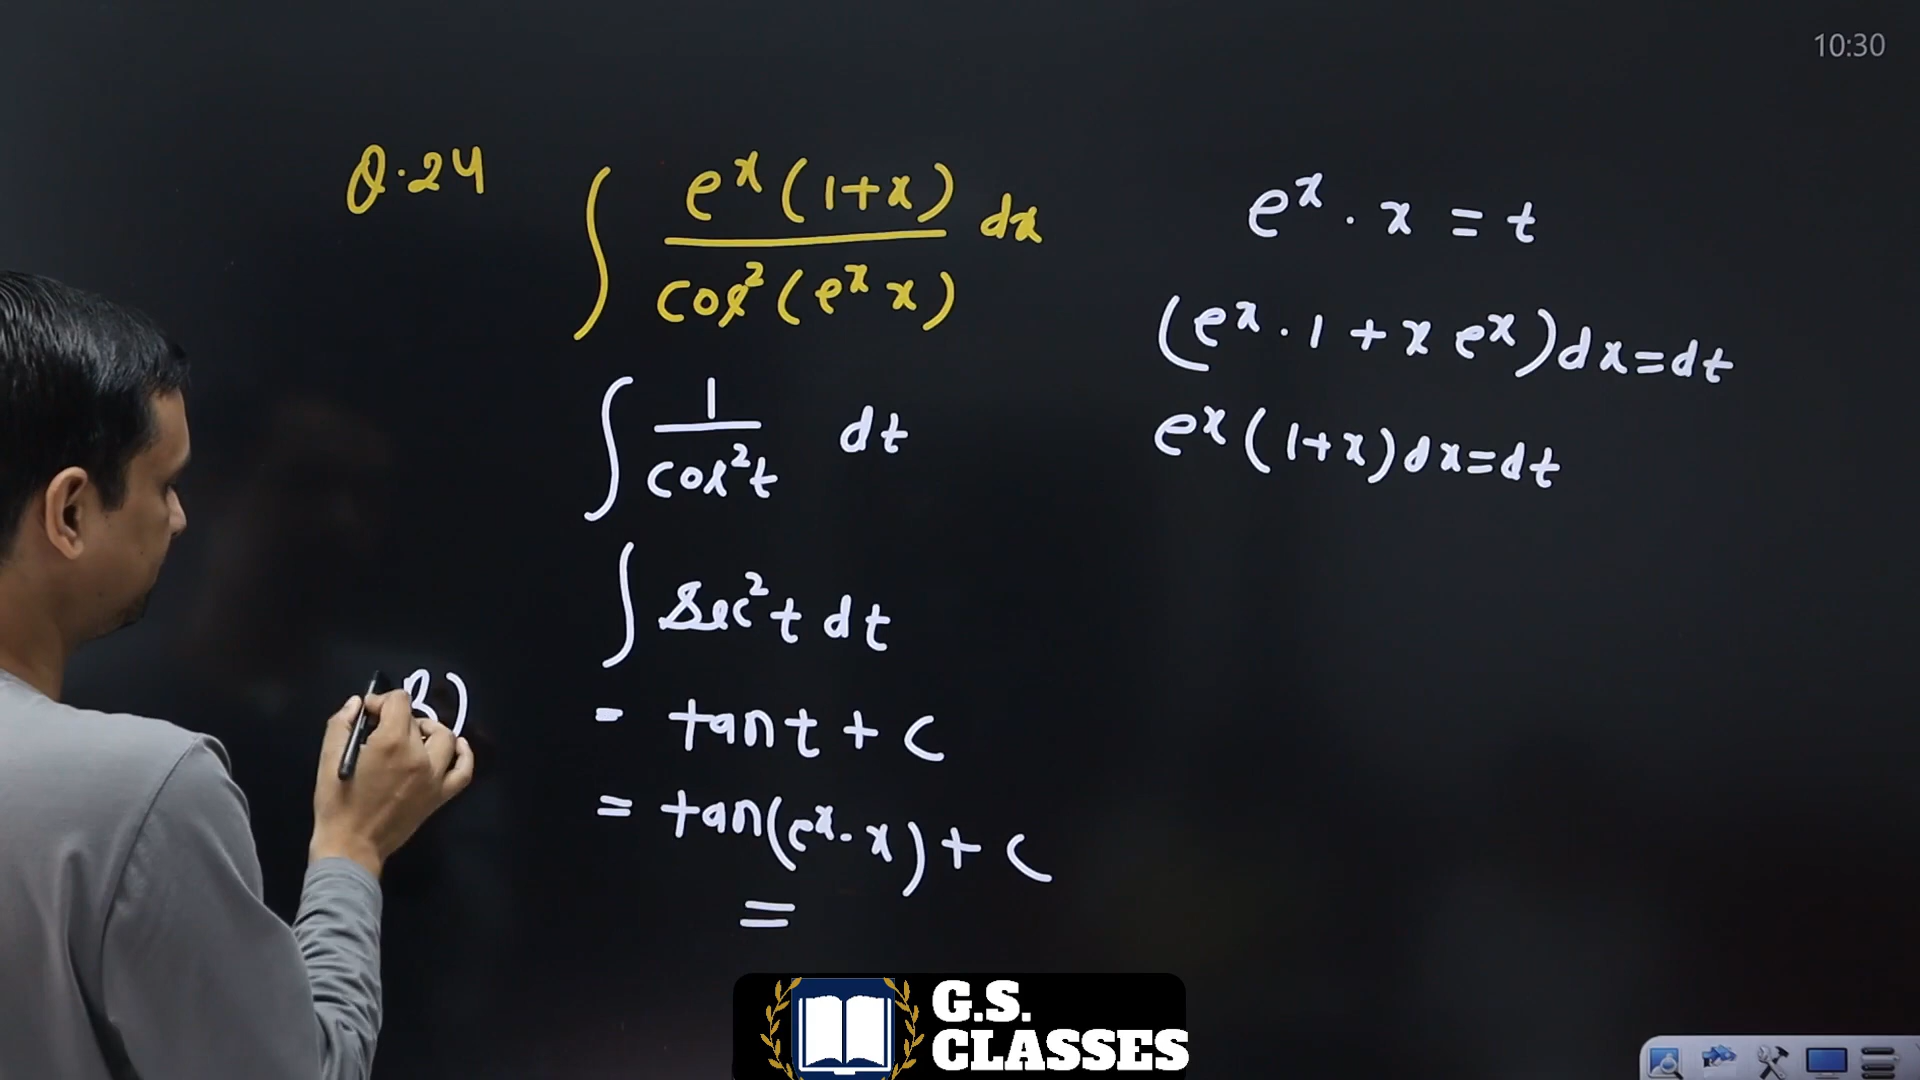 10:30
Q.24 ∫ e^x(1+x) / cos²(e^x x) dx
∫ 1 / cos²t dt
∫ sec²t dt
B)
- tan t + c
= tan(e^x·x) + c
=
e^x · x = t
(e^x · 1 + x e^x)dx=dt
e^x(1+x)dx=dt
G.S.
CLASSES